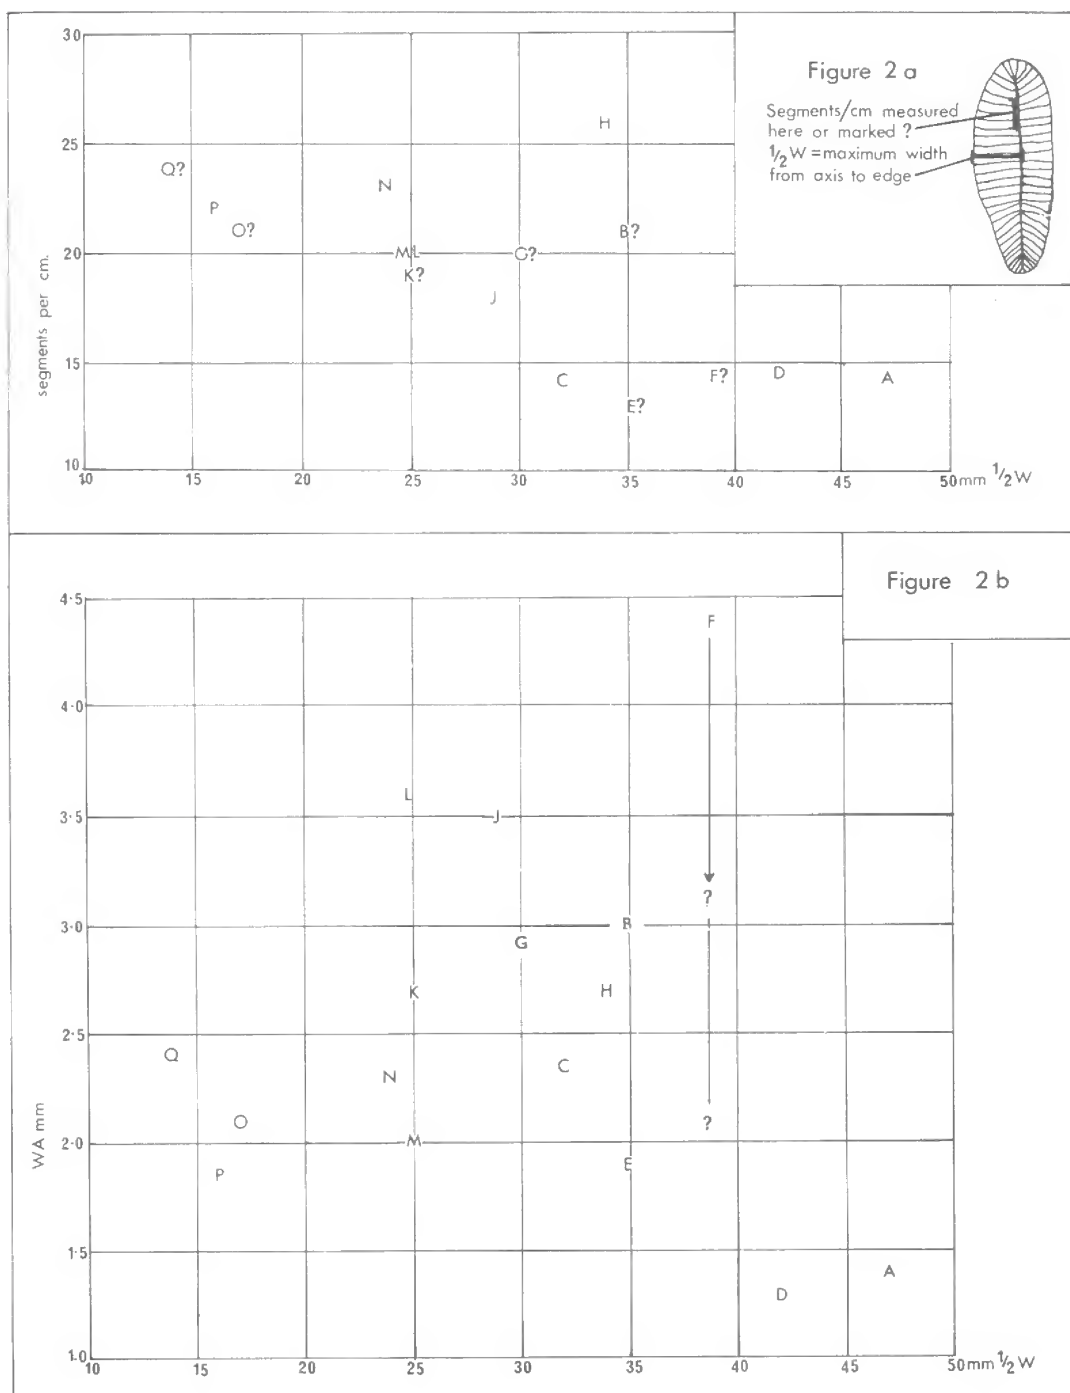 Figure 2 a
Segments/cm measured
here or marked ?
1/2 W = maximum width
from axis to edge
segments per cm.
30
25
20
15
10
H
Q?
N
P
O?
B?
M L
G?
K?
J
C
F?
D
A
E?
10 15 20 25 30 35 40 45 50mm 1/2 W
Figure 2 b
WA mm
4·5
4·0
3·5
3·0
2·5
2·0
1·5
1·0
F
L
J
?
B
G
K
H
Q
C
N
O
?
M
P
E
A
D
10 15 20 25 30 35 40 45 50mm 1/2 W